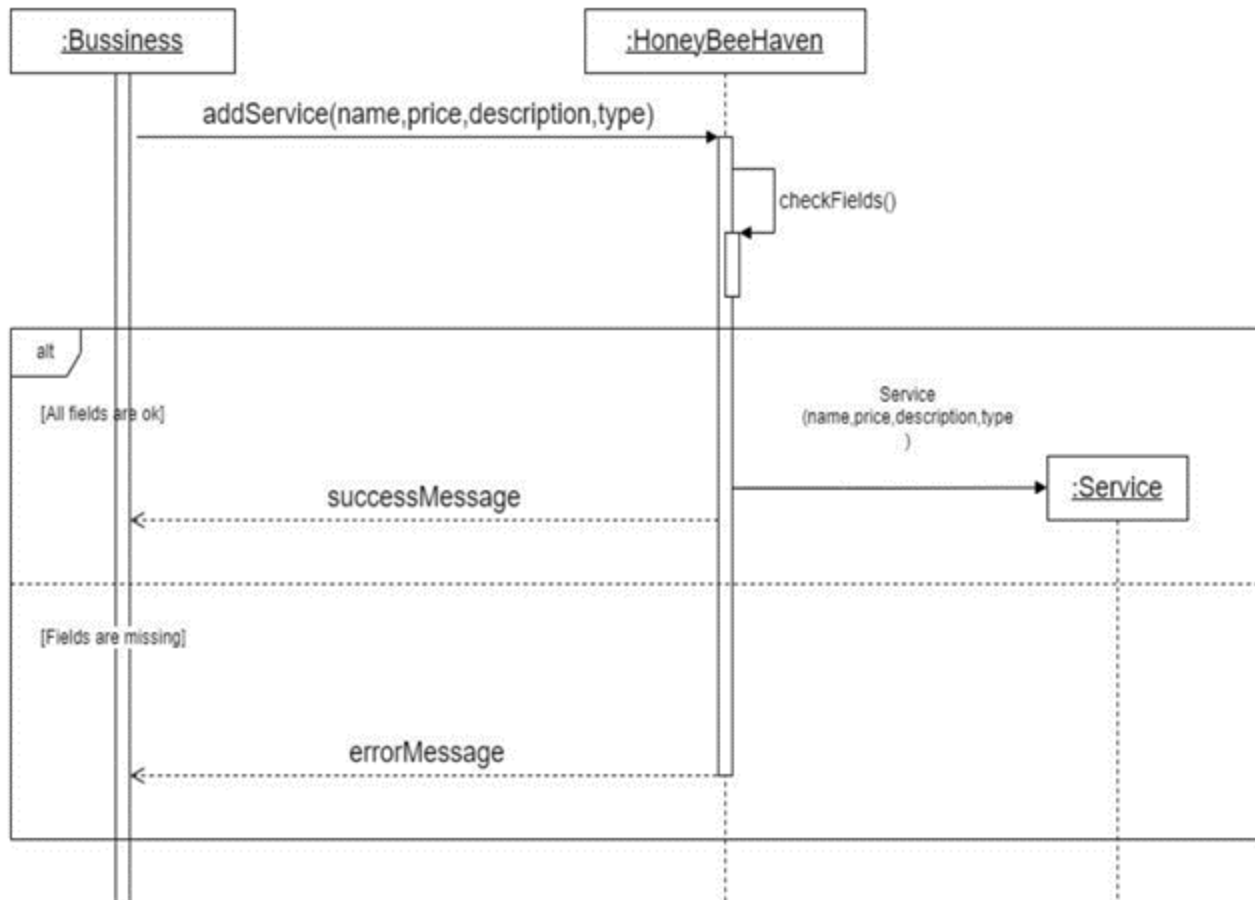 :Bussiness
:HoneyBeeHaven
addService(name,price,description,type)
checkFields()
alt
[All fields are ok]
Service
(name,price,description,type
)
:Service
successMessage
[Fields are missing]
errorMessage